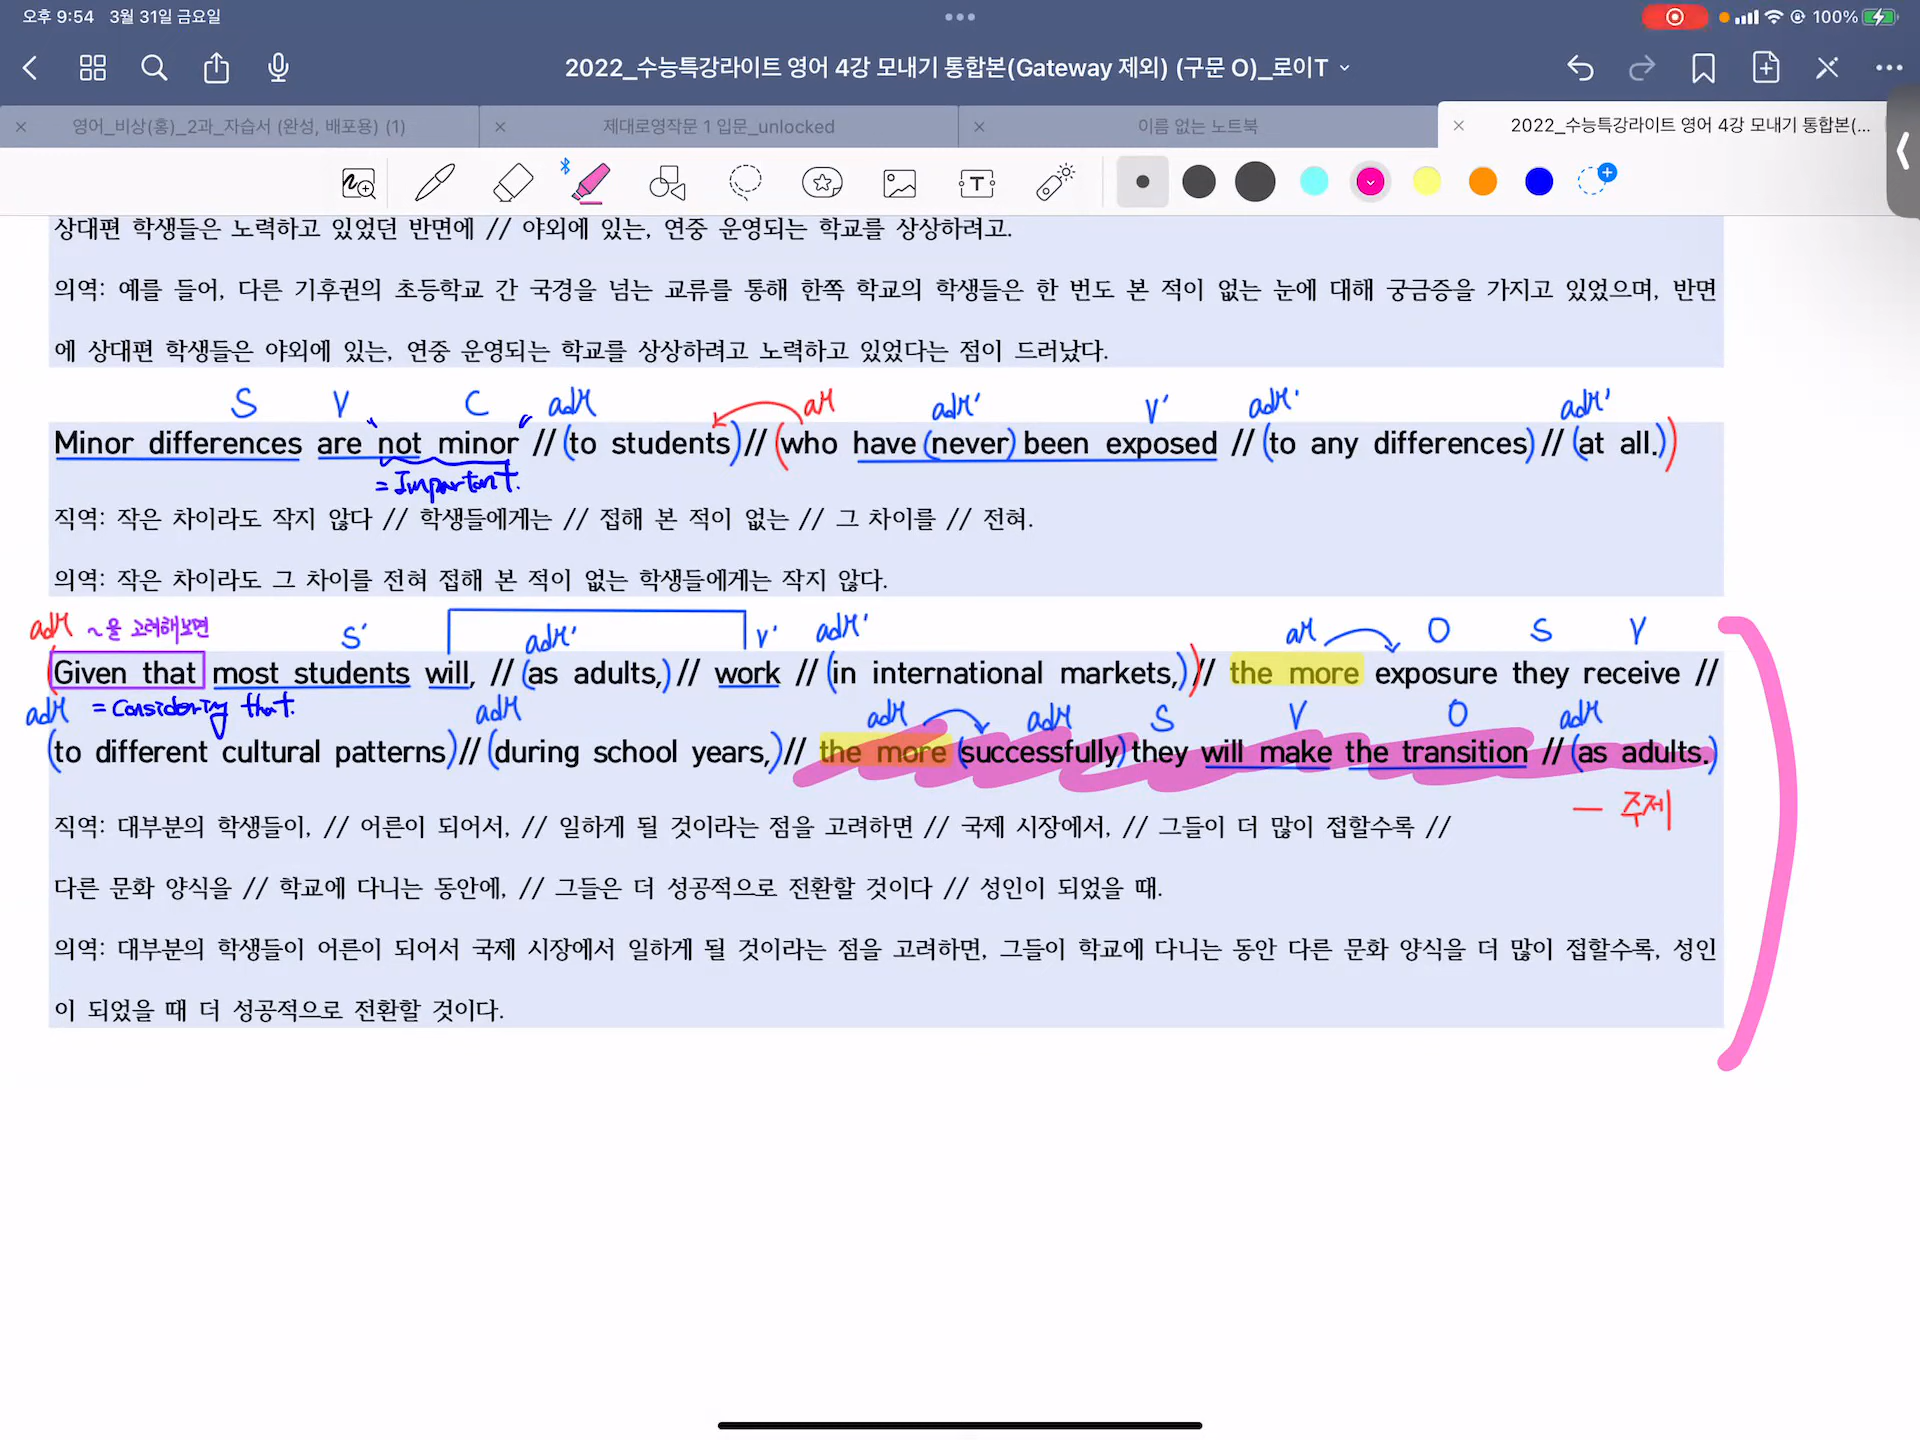 오후 9:54 3월 31일 금요일
100%
2022_수능특강라이트 영어 4강 모내기 통합본(Gateway 제외) (구문 O)_로이T
영어_비상(홍)_2과_자습서 (완성, 배포용) (1)
제대로영작문 1 입문_unlocked
이름 없는 노트북
2022_수능특강라이트 영어 4강 모내기 통합본(...
상대편 학생들은 노력하고 있었던 반면에 // 야외에 있는, 연중 운영되는 학교를 상상하려고.
의역: 예를 들어, 다른 기후권의 초등학교 간 국경을 넘는 교류를 통해 한쪽 학교의 학생들은 한 번도 본 적이 없는 눈에 대해 궁금증을 가지고 있었으며, 반면
에 상대편 학생들은 야외에 있는, 연중 운영되는 학교를 상상하려고 노력하고 있었다는 점이 드러났다.
S V C
V'
Minor differences are 'not minor' // (to students) // (who have (never) been exposed // (to any differences) // (at all.))
= Important.
직역: 작은 차이라도 작지 않다 // 학생들에게는 // 접해 본 적이 없는 // 그 차이를 // 전혀.
의역: 작은 차이라도 그 차이를 전혀 접해 본 적이 없는 학생들에게는 작지 않다.
~을 고려해보면 S' V' O S V
(Given that most students will, // (as adults,) // work // (in international markets,)) // the more exposure they receive //
= Considering that. S V O
(to different cultural patterns) // (during school years,) // the more (successfully) they will make the transition // (as adults.)
— 주제
직역: 대부분의 학생들이, // 어른이 되어서, // 일하게 될 것이라는 점을 고려하면 // 국제 시장에서, // 그들이 더 많이 접할수록 //
다른 문화 양식을 // 학교에 다니는 동안에, // 그들은 더 성공적으로 전환할 것이다 // 성인이 되었을 때.
의역: 대부분의 학생들이 어른이 되어서 국제 시장에서 일하게 될 것이라는 점을 고려하면, 그들이 학교에 다니는 동안 다른 문화 양식을 더 많이 접할수록, 성인
이 되었을 때 더 성공적으로 전환할 것이다.